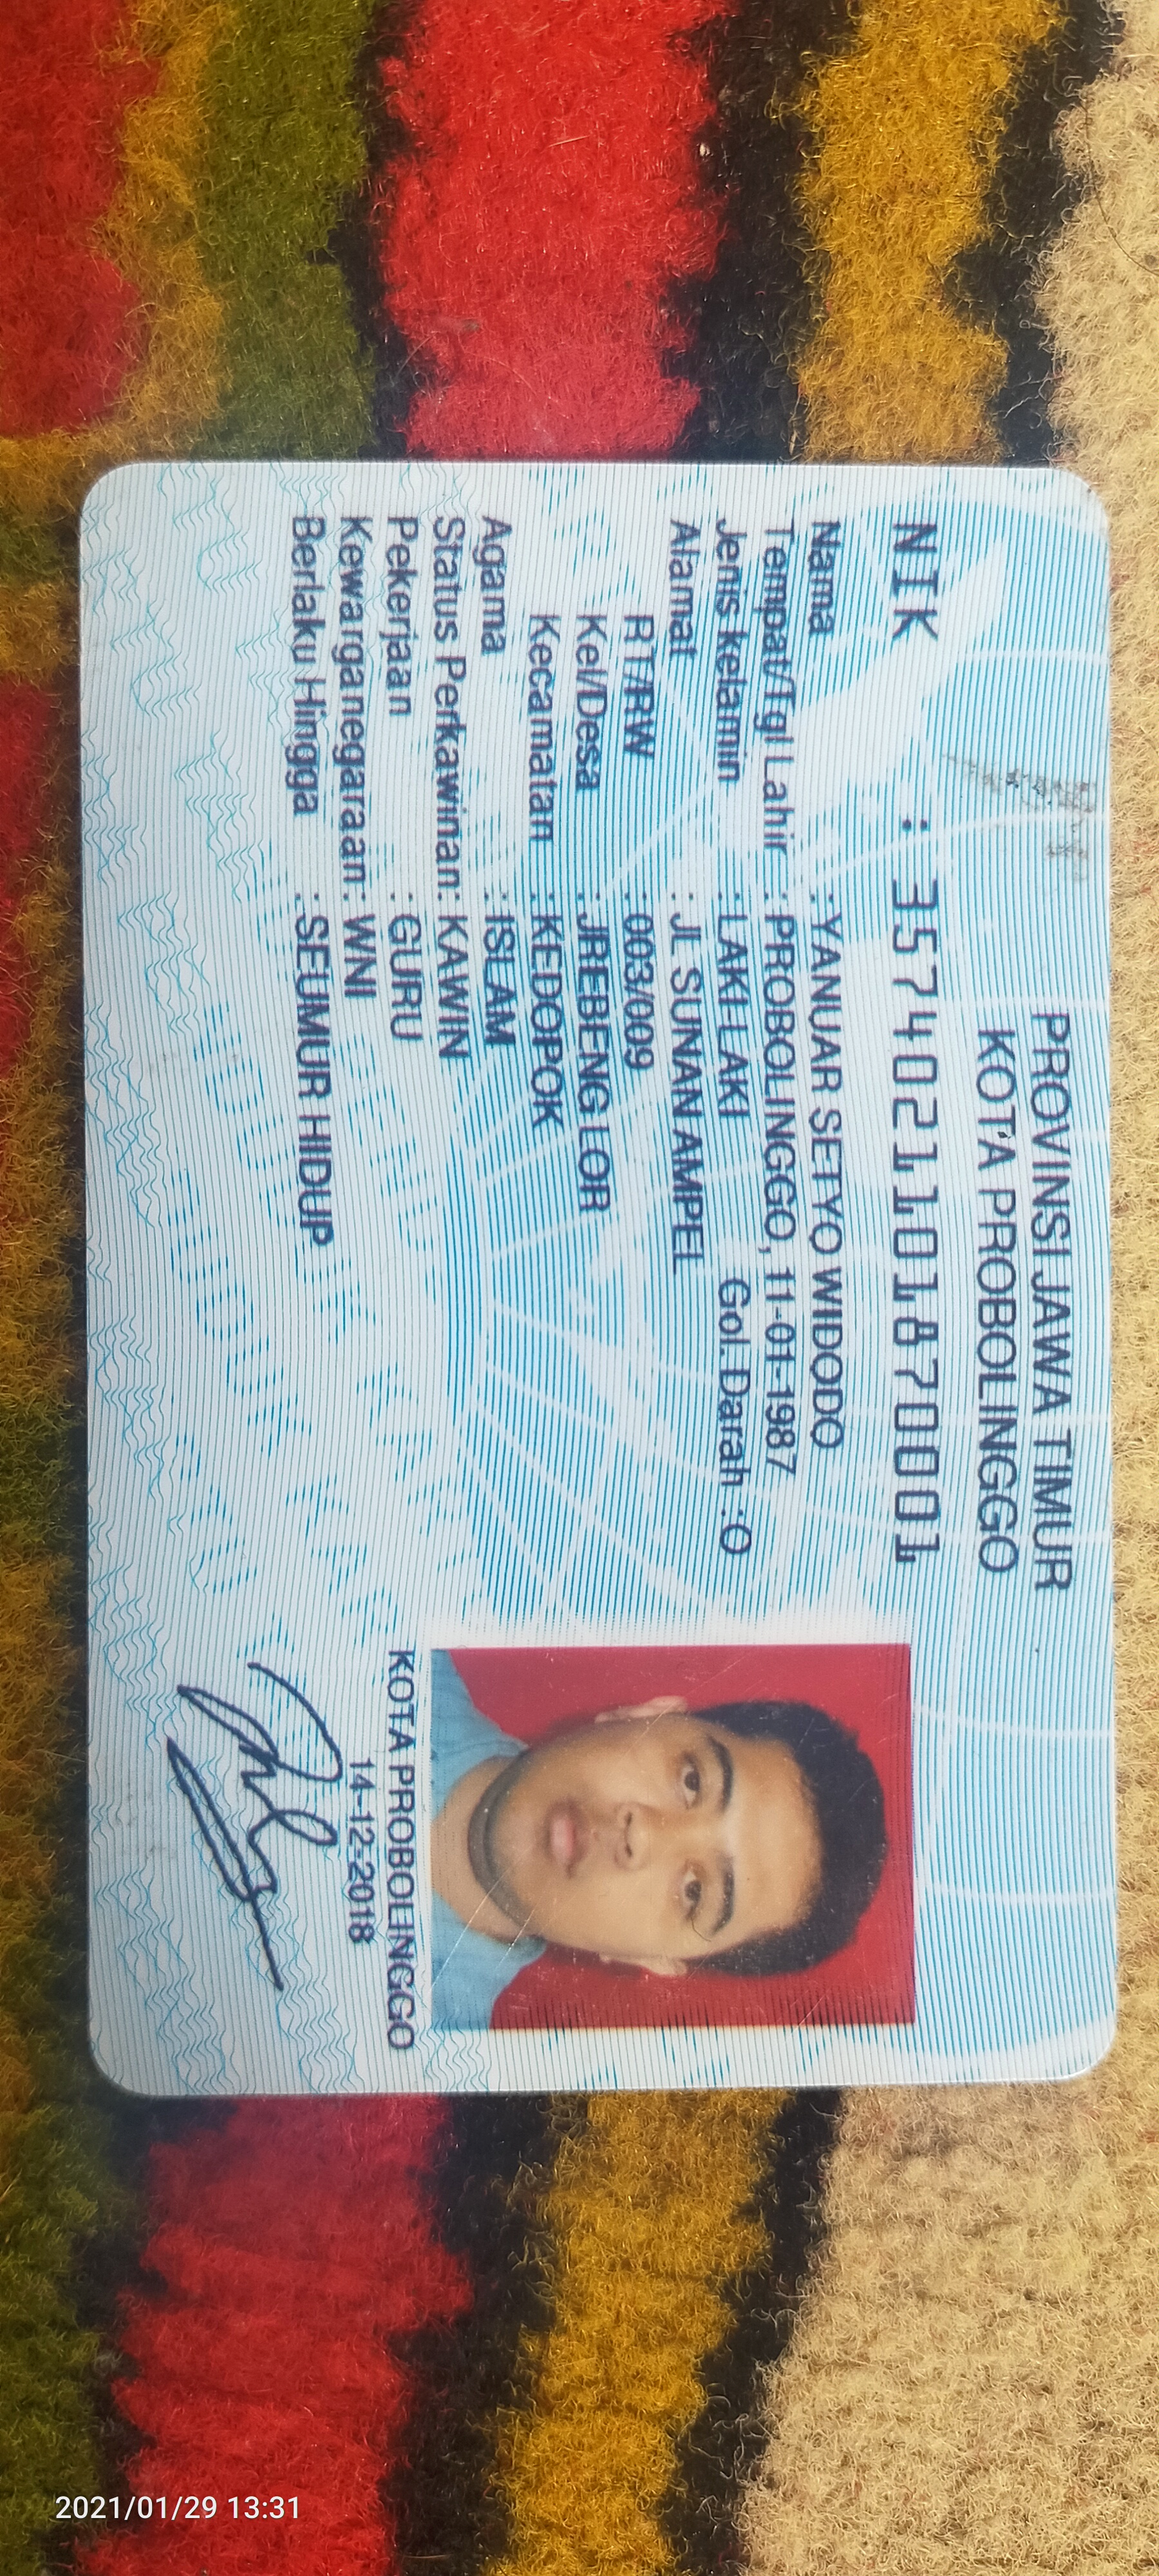 PROVINSI JAWA TIMUR
KOTA PROBOLINGGO
NIK : 3574021101870001
Nama : YANUAR SETYO WIDODO
Tempat/Tgl Lahir : PROBOLINGGO, 11-01-1987
Jenis kelamin : LAKI-LAKI Gol. Darah : O
Alamat : JL SUNAN AMPEL
RT/RW : 003/009
Kel/Desa : JREBENG LOR
Kecamatan : KEDOPOK
Agama : ISLAM
Status Perkawinan : KAWIN
Pekerjaan : GURU
Kewarganegaraan : WNI
Berlaku Hingga : SEUMUR HIDUP
KOTA PROBOLINGGO
14-12-2018
2021/01/29 13:31